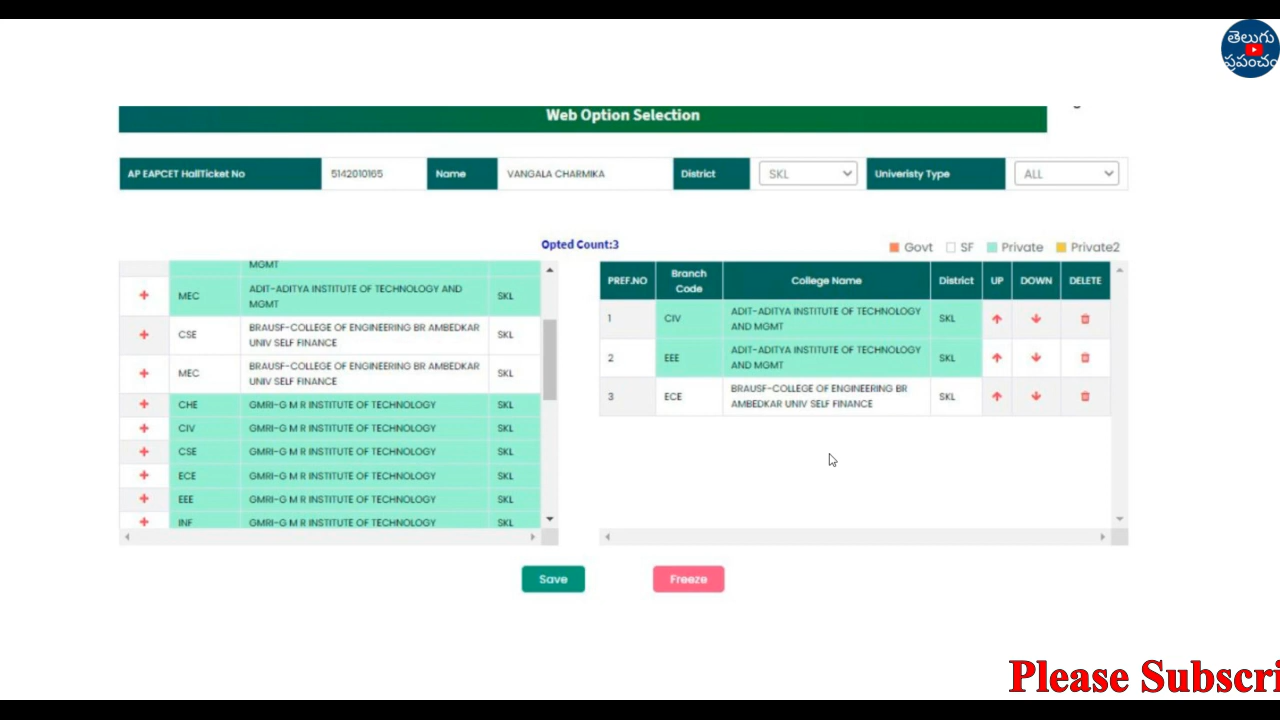 తెలుగు
ప్రపంచం
Web Option Selection
AP EAPCET HallTicket No 5142010165 Name VANGALA CHARMIKA District SKL Univeristy Type ALL
Opted Count:3
Govt SF Private Private2
MGMT
MEC ADIT-ADITYA INSTITUTE OF TECHNOLOGY AND SKL
MGMT
CSE BRAUSF-COLLEGE OF ENGINEERING BR AMBEDKAR SKL
UNIV SELF FINANCE
MEC BRAUSF-COLLEGE OF ENGINEERING BR AMBEDKAR SKL
UNIV SELF FINANCE
CHE GMRI-G M R INSTITUTE OF TECHNOLOGY SKL
CIV GMRI-G M R INSTITUTE OF TECHNOLOGY SKL
CSE GMRI-G M R INSTITUTE OF TECHNOLOGY SKL
ECE GMRI-G M R INSTITUTE OF TECHNOLOGY SKL
EEE GMRI-G M R INSTITUTE OF TECHNOLOGY SKL
INF GMRI-G M R INSTITUTE OF TECHNOLOGY SKL
PREF.NO Branch Code College Name District UP DOWN DELETE
1 CIV ADIT-ADITYA INSTITUTE OF TECHNOLOGY SKL
AND MGMT
2 EEE ADIT-ADITYA INSTITUTE OF TECHNOLOGY SKL
AND MGMT
3 ECE BRAUSF-COLLEGE OF ENGINEERING BR SKL
AMBEDKAR UNIV SELF FINANCE
Save Freeze
Please Subscri